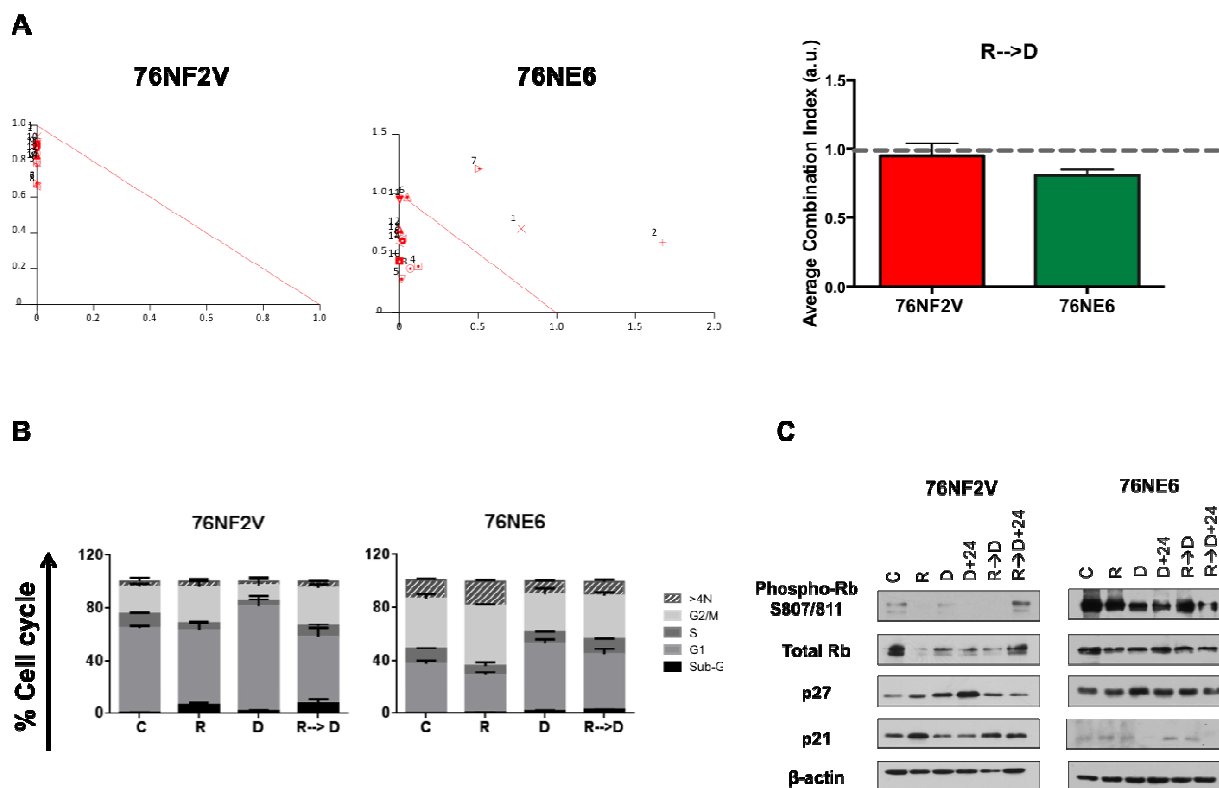 A
76NF2V
1.0
0.8
0.6
0.4
0.2
0
0
0.2
0.4
0.6
0.8
1.0
76NE6
1.5
1.0
0.5
0
0
0.5
1.0
1.5
2.0
7
1
2
4
5
R-->D
Average Combination Index (a.u.)
1.5
1.0
0.5
0.0
76NF2V
76NE6
B
% Cell cycle
76NF2V
120
80
40
0
C
R
D
R--> D
76NE6
120
80
40
0
C
R
D
R-->D
>4N
G2/M
S
G1
Sub-G
C
76NF2V
76NE6
C
R
D
D+24
R→D
R→D+24
C
R
D
D+24
R→D
R→D+24
Phospho-Rb
S807/811
Total Rb
p27
p21
β-actin